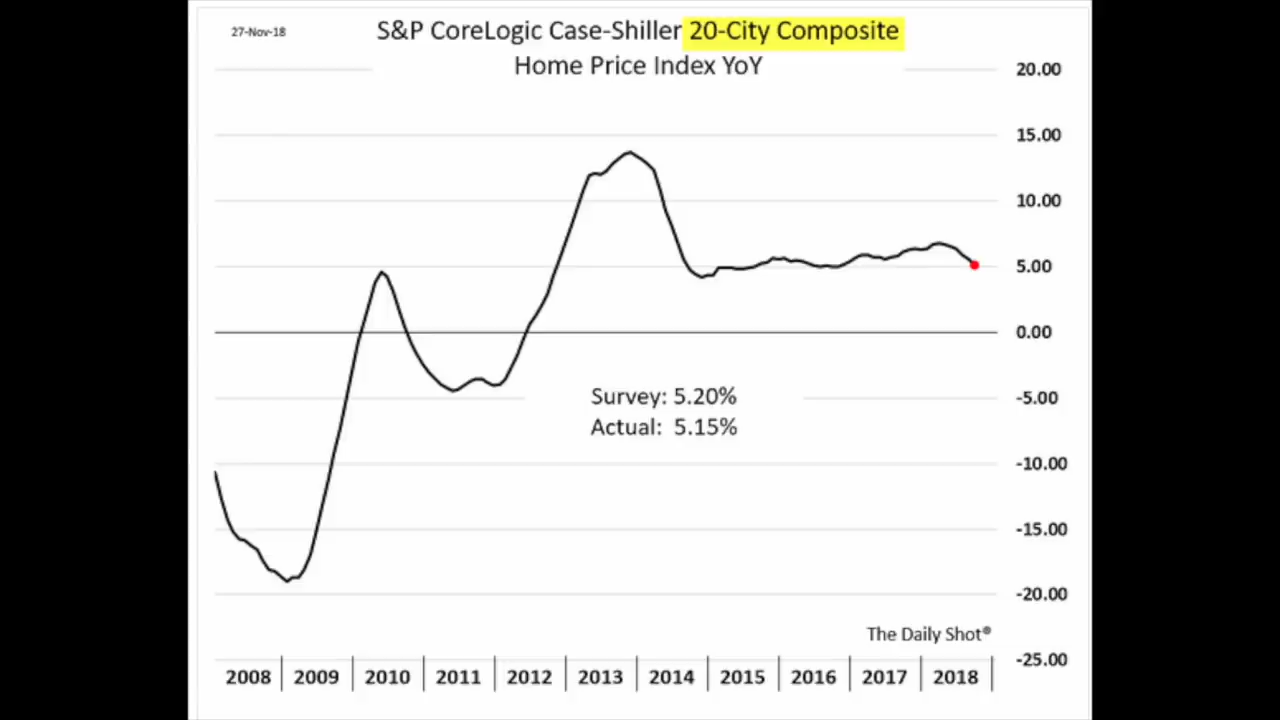 27-Nov-18
S&P CoreLogic Case-Shiller 20-City Composite
Home Price Index YoY
20.00
15.00
10.00
5.00
0.00
-5.00
-10.00
-15.00
-20.00
-25.00
Survey: 5.20%
Actual: 5.15%
The Daily Shot®
2008 2009 2010 2011 2012 2013 2014 2015 2016 2017 2018